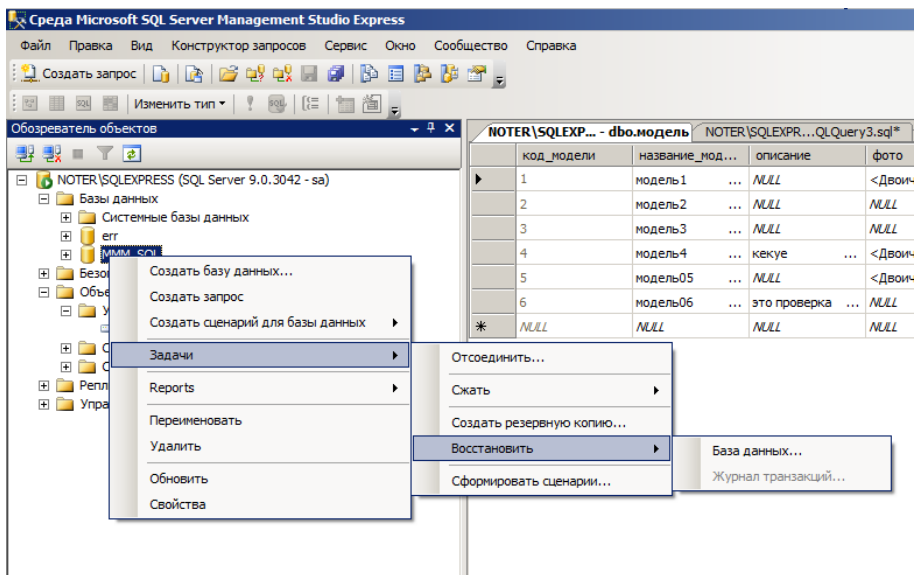 Среда Microsoft SQL Server Management Studio Express
Файл Правка Вид Конструктор запросов Сервис Окно Сообщество Справка
Создать запрос
Изменить тип
Обозреватель объектов
NOTER\SQLEXPRESS (SQL Server 9.0.3042 - sa)
Базы данных
Системные базы данных
err
MMM_SQL
Безо
Объе
У
С
С
Репл
Упра
Создать базу данных...
Создать запрос
Создать сценарий для базы данных
Задачи
Reports
Переименовать
Удалить
Обновить
Свойства
Отсоединить...
Сжать
Создать резервную копию...
Восстановить
Сформировать сценарии...
База данных...
Журнал транзакций...
NOTER\SQLEXP... - dbo.модель NOTER\SQLEXPR...QLQuery3.sql*
код_модели название_мод... описание фото
1 модель1 ... NULL <Двоич
2 модель2 ... NULL NULL
3 модель3 ... NULL NULL
4 модель4 ... кекуе ... <Двоич
5 модель05 ... NULL <Двоич
6 модель06 ... это проверка ... NULL
NULL NULL NULL NULL